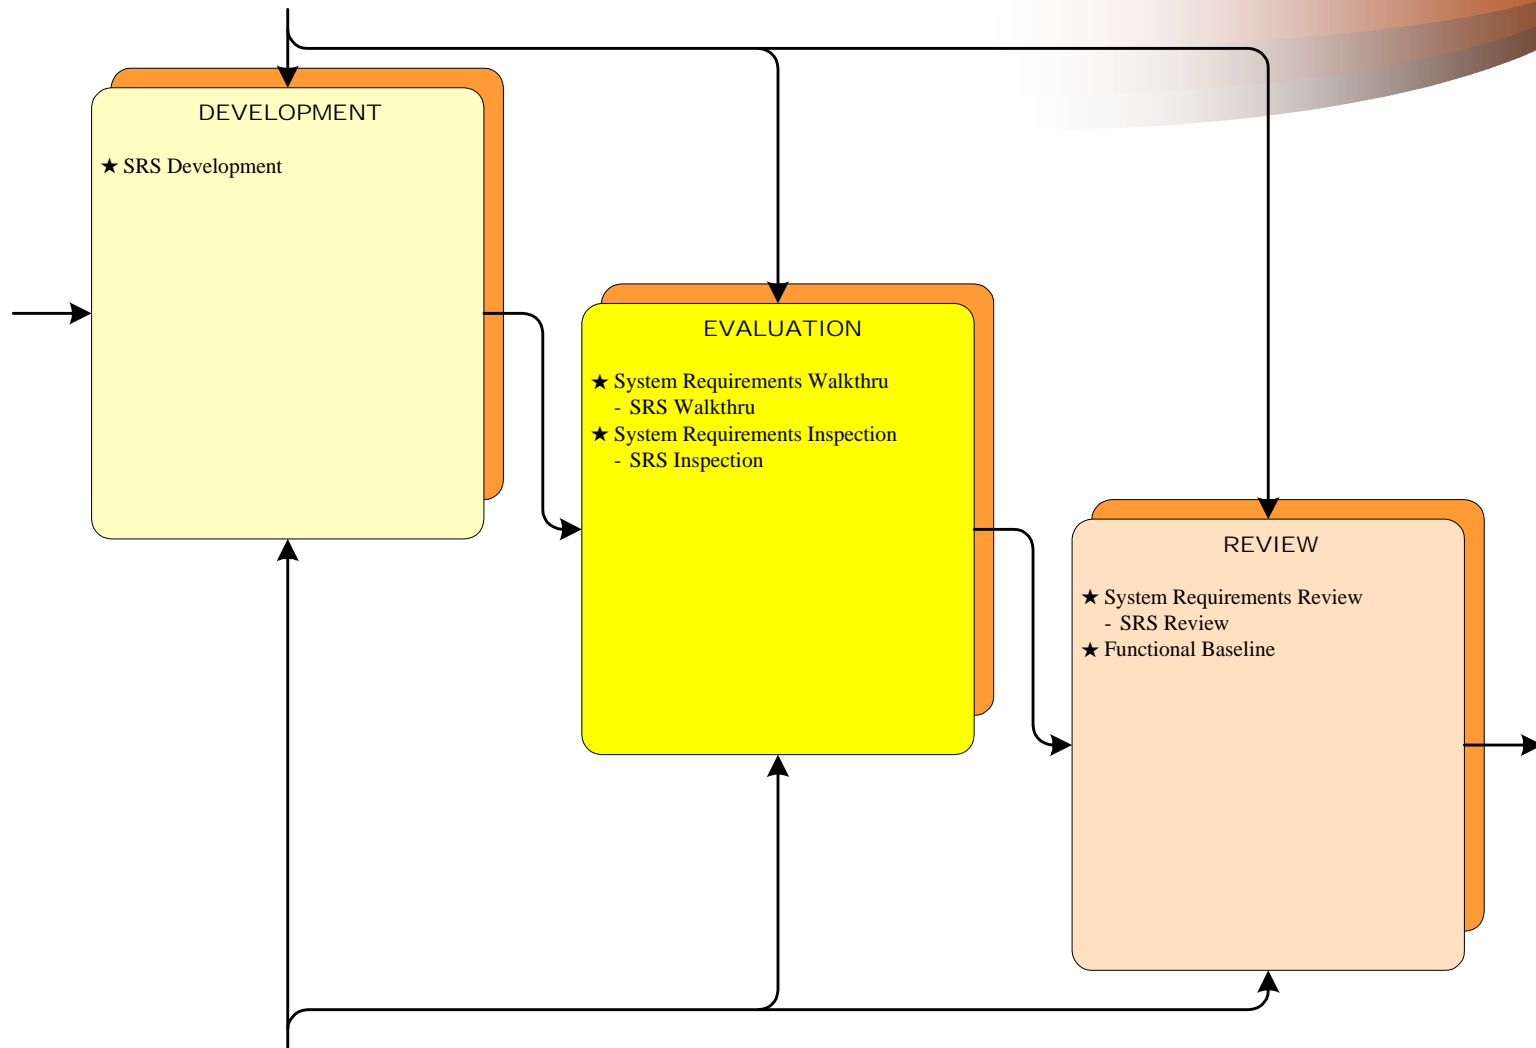 DEVELOPMENT
★ SRS Development
EVALUATION
★ System Requirements Walkthru
- SRS Walkthru
★ System Requirements Inspection
- SRS Inspection
REVIEW
★ System Requirements Review
- SRS Review
★ Functional Baseline